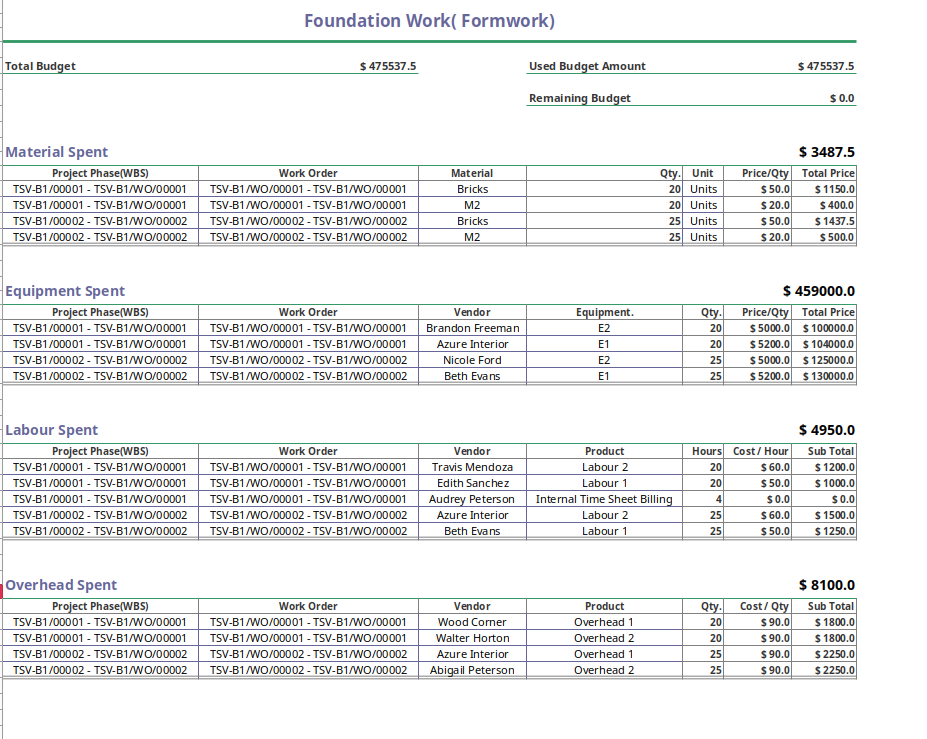 Foundation Work( Formwork)
Total Budget $ 475537.5 Used Budget Amount $ 475537.5
Remaining Budget $ 0.0
Material Spent $ 3487.5
Project Phase(WBS) Work Order Material Qty. Unit Price/Qty Total Price
TSV-B1/00001 - TSV-B1/WO/00001 TSV-B1/WO/00001 - TSV-B1/WO/00001 Bricks 20 Units $ 50.0 $ 1150.0
TSV-B1/00001 - TSV-B1/WO/00001 TSV-B1/WO/00001 - TSV-B1/WO/00001 M2 20 Units $ 20.0 $ 400.0
TSV-B1/00002 - TSV-B1/WO/00002 TSV-B1/WO/00002 - TSV-B1/WO/00002 Bricks 25 Units $ 50.0 $ 1437.5
TSV-B1/00002 - TSV-B1/WO/00002 TSV-B1/WO/00002 - TSV-B1/WO/00002 M2 25 Units $ 20.0 $ 500.0
Equipment Spent $ 459000.0
Project Phase(WBS) Work Order Vendor Equipment. Qty. Price/Qty Total Price
TSV-B1/00001 - TSV-B1/WO/00001 TSV-B1/WO/00001 - TSV-B1/WO/00001 Brandon Freeman E2 20 $ 5000.0 $ 100000.0
TSV-B1/00001 - TSV-B1/WO/00001 TSV-B1/WO/00001 - TSV-B1/WO/00001 Azure Interior E1 20 $ 5200.0 $ 104000.0
TSV-B1/00002 - TSV-B1/WO/00002 TSV-B1/WO/00002 - TSV-B1/WO/00002 Nicole Ford E2 25 $ 5000.0 $ 125000.0
TSV-B1/00002 - TSV-B1/WO/00002 TSV-B1/WO/00002 - TSV-B1/WO/00002 Beth Evans E1 25 $ 5200.0 $ 130000.0
Labour Spent $ 4950.0
Project Phase(WBS) Work Order Vendor Product Hours Cost / Hour Sub Total
TSV-B1/00001 - TSV-B1/WO/00001 TSV-B1/WO/00001 - TSV-B1/WO/00001 Travis Mendoza Labour 2 20 $ 60.0 $ 1200.0
TSV-B1/00001 - TSV-B1/WO/00001 TSV-B1/WO/00001 - TSV-B1/WO/00001 Edith Sanchez Labour 1 20 $ 50.0 $ 1000.0
TSV-B1/00001 - TSV-B1/WO/00001 TSV-B1/WO/00001 - TSV-B1/WO/00001 Audrey Peterson Internal Time Sheet Billing 4 $ 0.0 $ 0.0
TSV-B1/00002 - TSV-B1/WO/00002 TSV-B1/WO/00002 - TSV-B1/WO/00002 Azure Interior Labour 2 25 $ 60.0 $ 1500.0
TSV-B1/00002 - TSV-B1/WO/00002 TSV-B1/WO/00002 - TSV-B1/WO/00002 Beth Evans Labour 1 25 $ 50.0 $ 1250.0
Overhead Spent $ 8100.0
Project Phase(WBS) Work Order Vendor Product Qty. Cost / Qty Sub Total
TSV-B1/00001 - TSV-B1/WO/00001 TSV-B1/WO/00001 - TSV-B1/WO/00001 Wood Corner Overhead 1 20 $ 90.0 $ 1800.0
TSV-B1/00001 - TSV-B1/WO/00001 TSV-B1/WO/00001 - TSV-B1/WO/00001 Walter Horton Overhead 2 20 $ 90.0 $ 1800.0
TSV-B1/00002 - TSV-B1/WO/00002 TSV-B1/WO/00002 - TSV-B1/WO/00002 Azure Interior Overhead 1 25 $ 90.0 $ 2250.0
TSV-B1/00002 - TSV-B1/WO/00002 TSV-B1/WO/00002 - TSV-B1/WO/00002 Abigail Peterson Overhead 2 25 $ 90.0 $ 2250.0